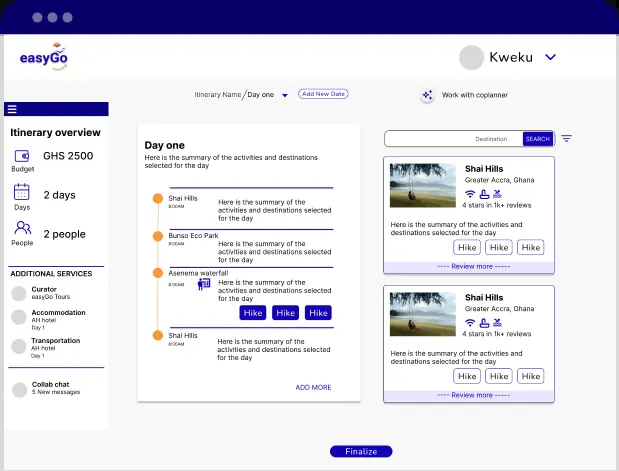 easyGo
Kweku
Itinerary Name/Day one
Add New Date
Work with coplanner
Itinerary overview
GHS 2500
Budget
2 days
Days
2 people
People
ADDITIONAL SERVICES
Curator
easyGo Tours
Accommodation
AH hotel
Day 1
Transportation
AH hotel
Day 1
Collab chat
5 New messages
Day one
Here is the summary of the activities and destinations
selected for the day
Shai Hills
8:00AM
Here is the summary of the
activities and destinations selected
for the day
Bunso Eco Park
8:00AM
Here is the summary of the
activities and destinations selected
for the day
Asenema waterfall
8:00AM
Here is the summary of the
activities and destinations selected
for the day
Hike Hike Hike
Shai Hills
8:00AM
Here is the summary of the
activities and destinations selected
for the day
ADD MORE
Destination
SEARCH
Shai Hills
Greater Accra, Ghana
4 stars in 1k+ reviews
Here is the summary of the activities and
destinations selected for the day
Hike Hike Hike
---- Review more -----
Shai Hills
Greater Accra, Ghana
4 stars in 1k+ reviews
Here is the summary of the activities and
destinations selected for the day
Hike Hike Hike
---- Review more -----
Finalize